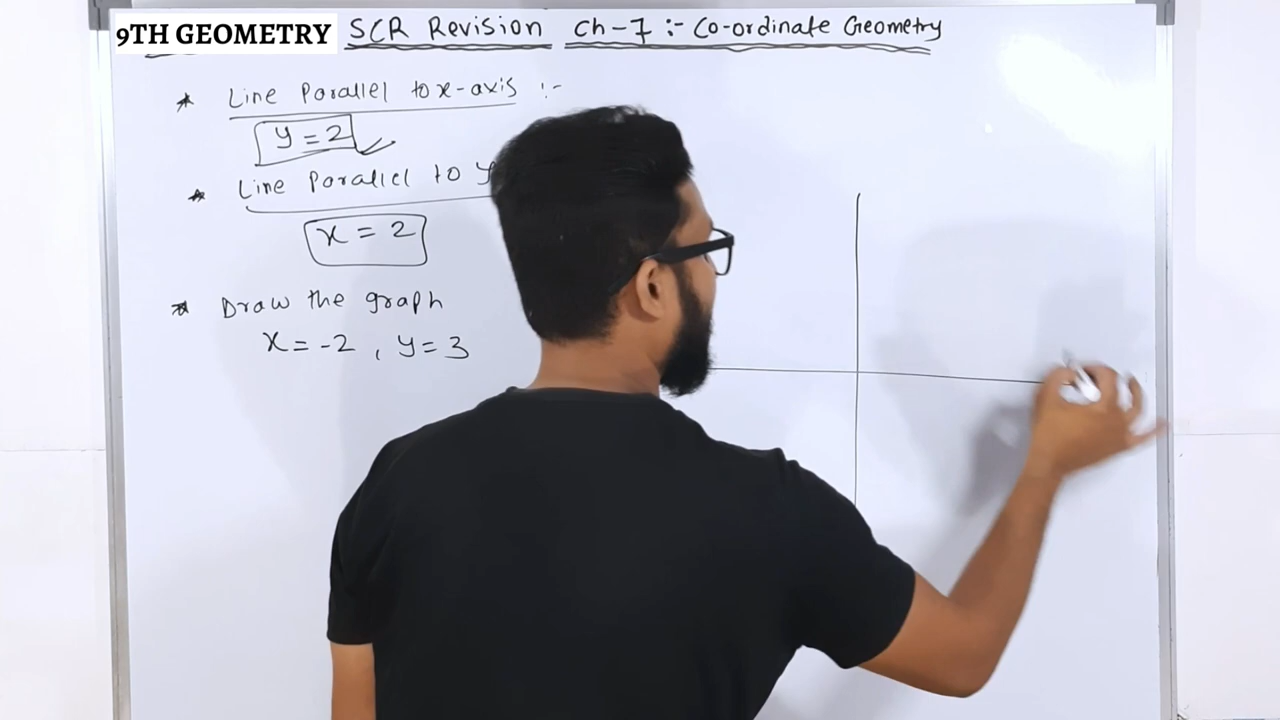 9TH GEOMETRY SCR Revision Ch-7 :- Co-ordinate Geometry
* Line Parallel to x-axis :-
y = 2
* Line Parallel to y
x = 2
* Draw the graph
x = -2 , y = 3